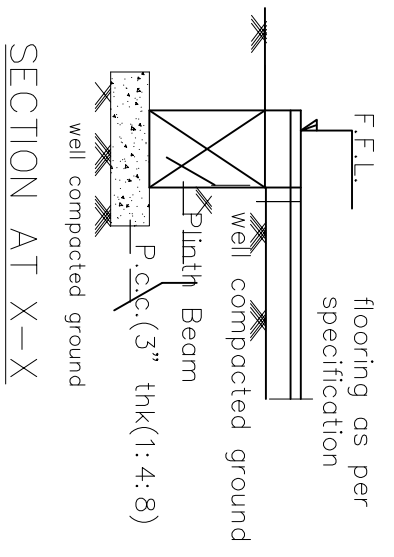 F.F.L.
flooring as per
specification
well compacted ground
Plinth Beam
P.c.c.(3" thk(1:4:8)
well compacted ground
SECTION AT X-X